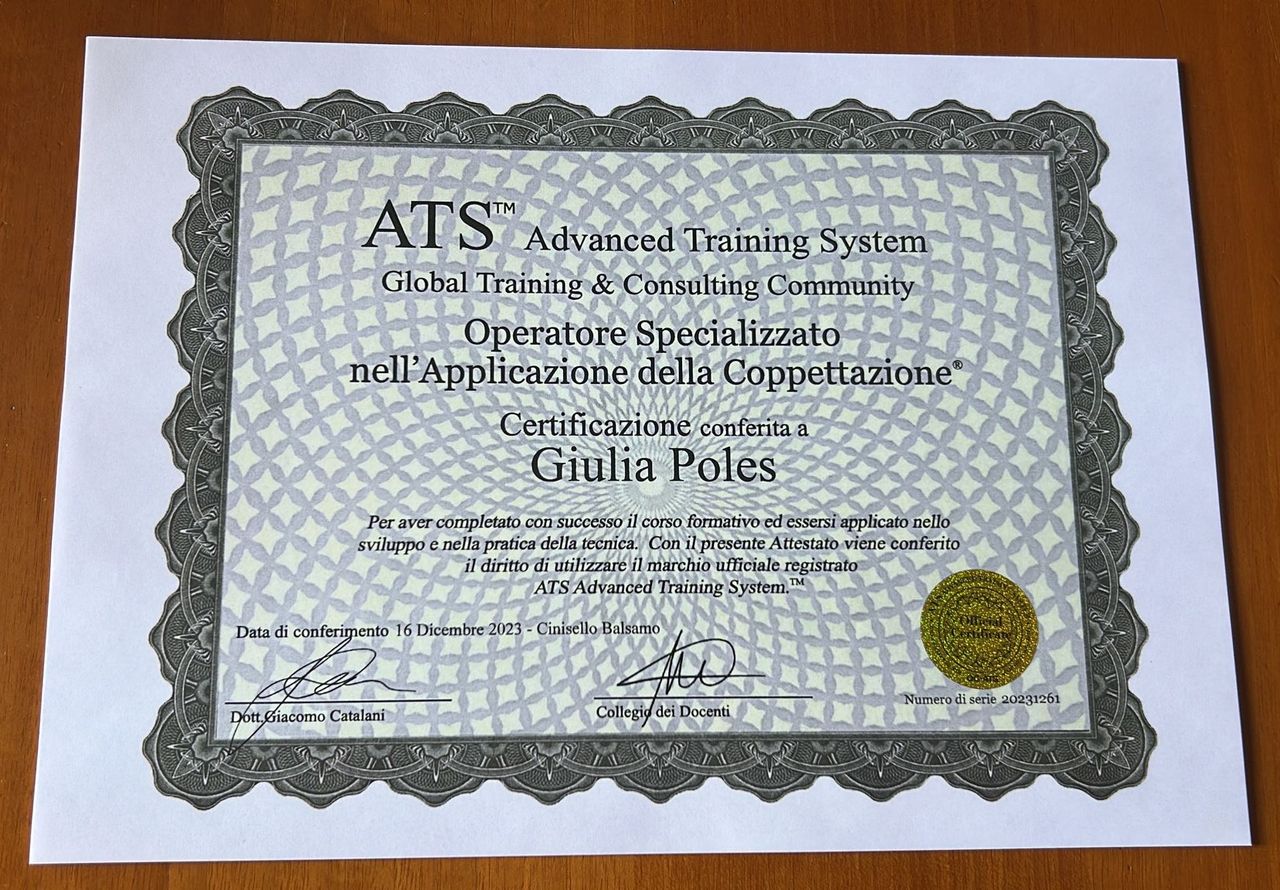 ATS™ Advanced Training System
Global Training & Consulting Community
Operatore Specializzato
nell'Applicazione della Coppettazione®
Certificazione conferita a
Giulia Poles
Per aver completato con successo il corso formativo ed essersi applicato nello
sviluppo e nella pratica della tecnica. Con il presente Attestato viene conferito
il diritto di utilizzare il marchio ufficiale registrato
ATS Advanced Training System.™
Data di conferimento 16 Dicembre 2023 - Cinisello Balsamo
Official
Certificate
Numero di serie 20231261
Dott.Giacomo Catalani
Collegio dei Docenti